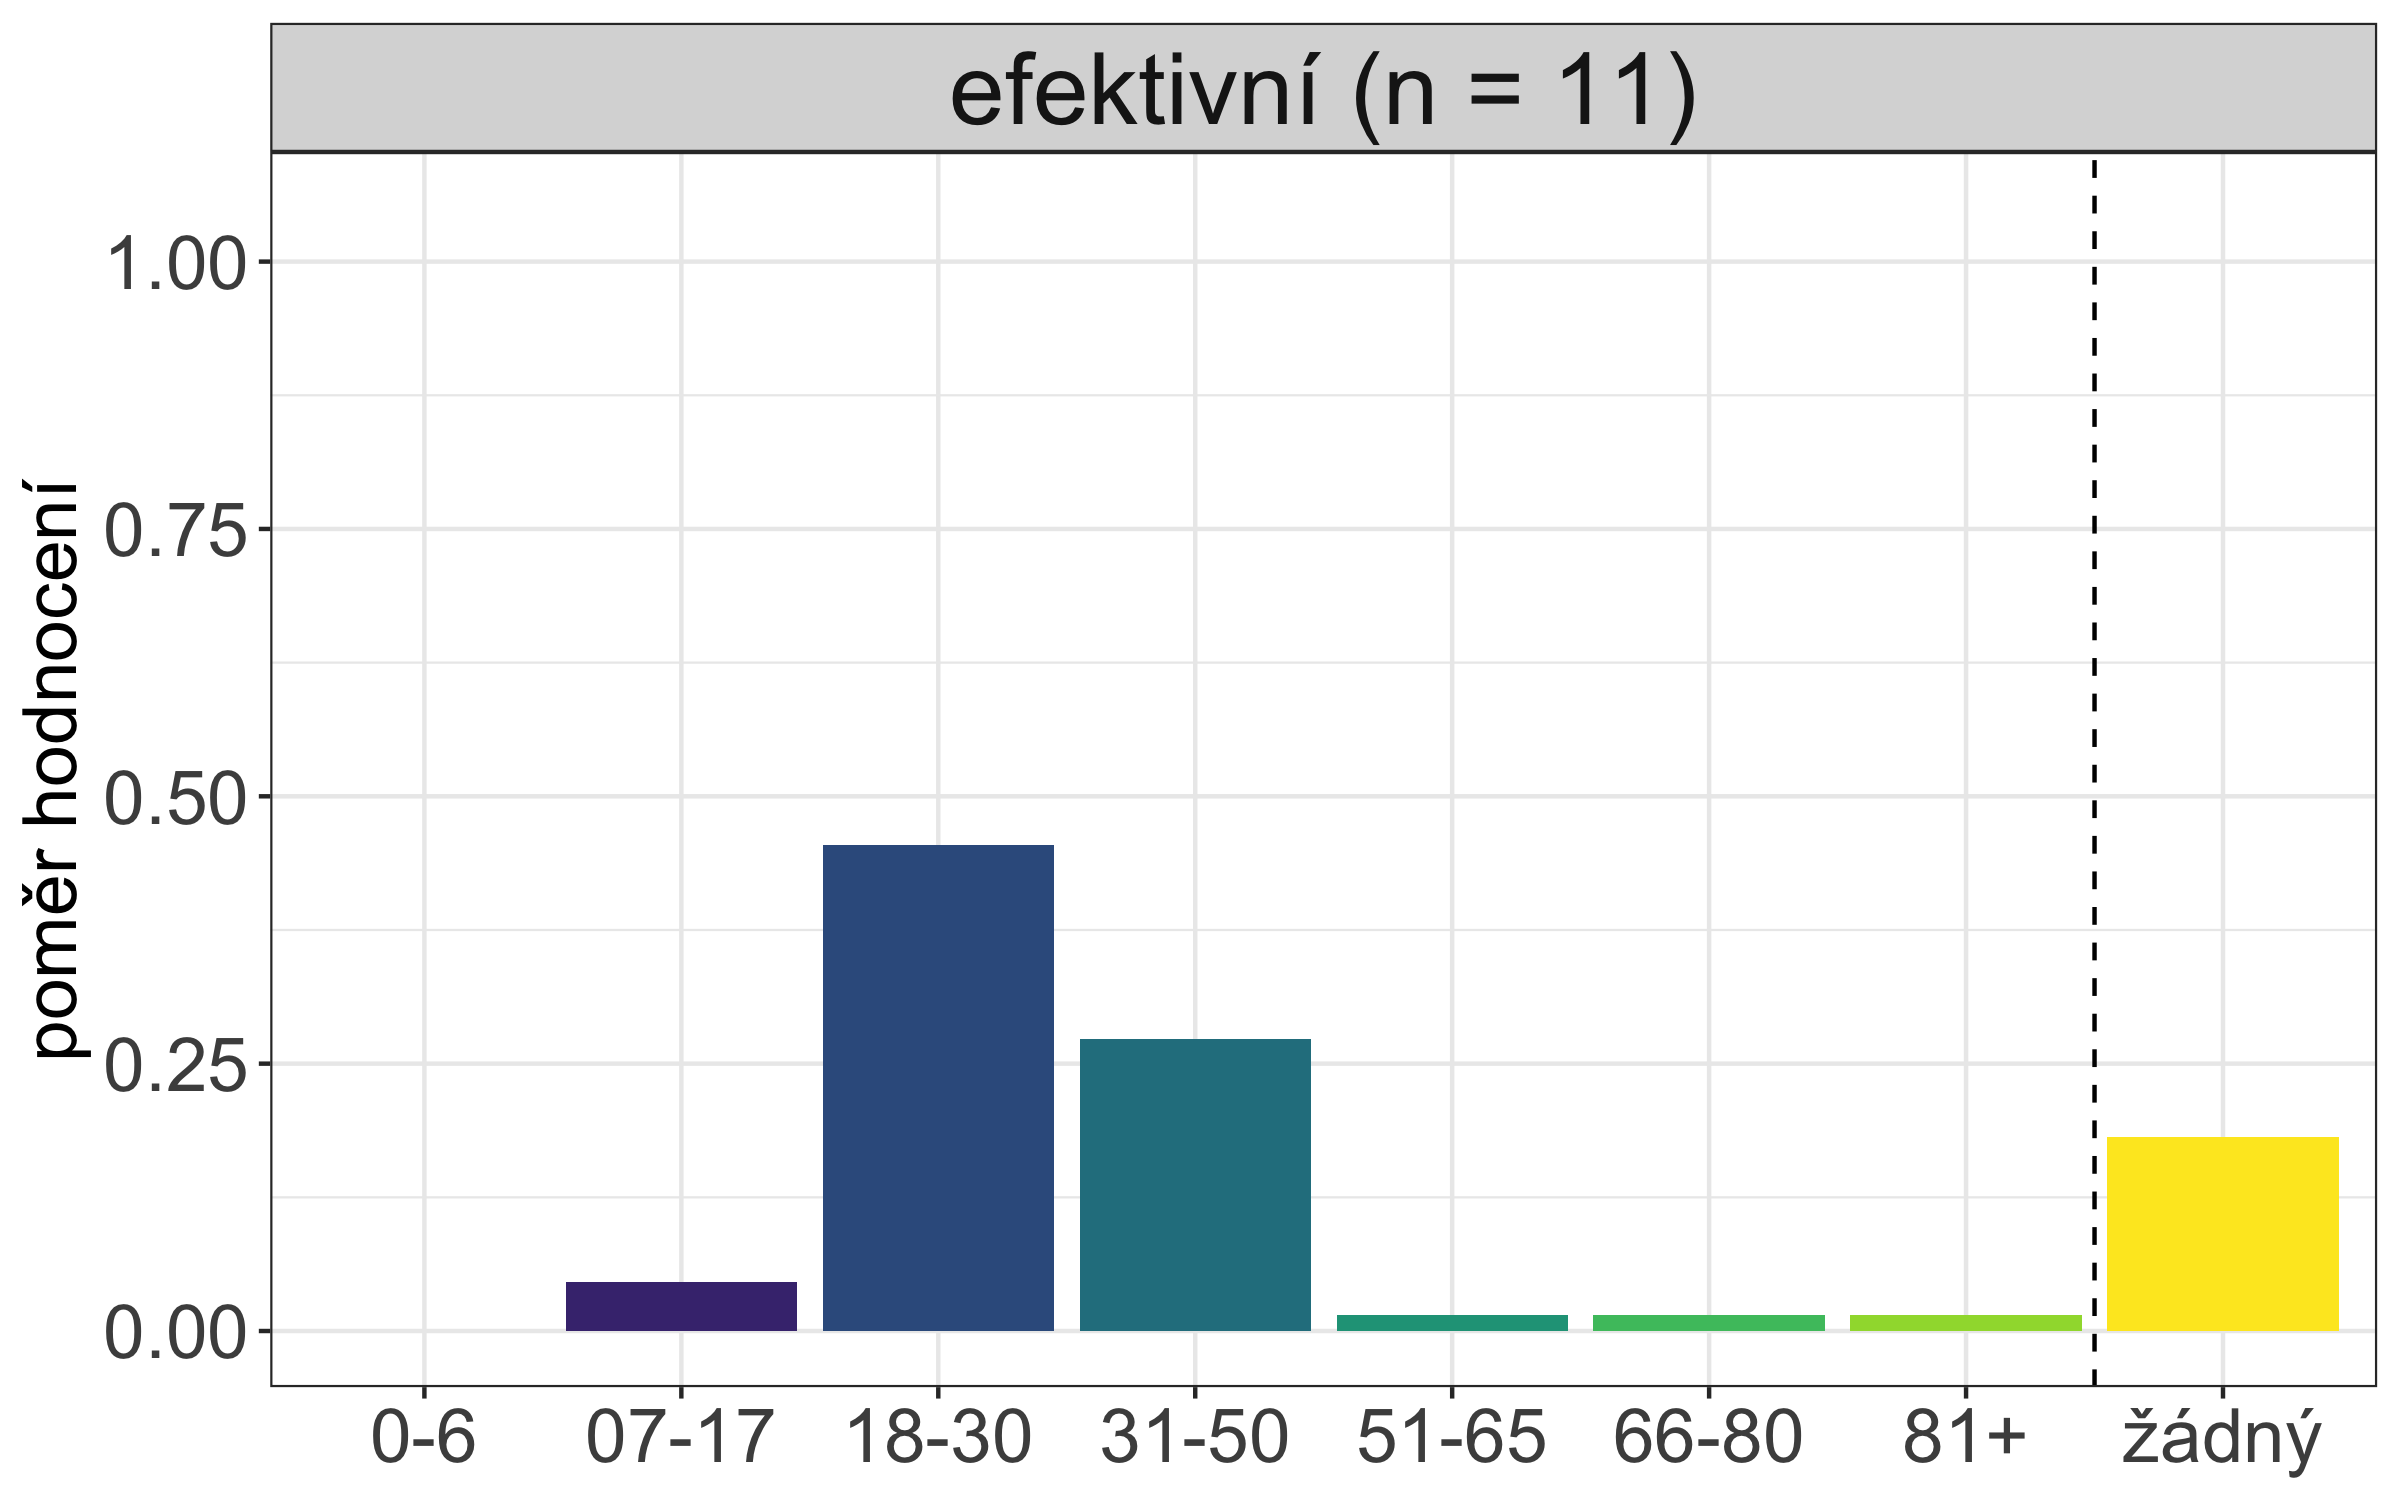 efektivní (n = 11)
poměr hodnocení
1.00
0.75
0.50
0.25
0.00
0-6 07-17 18-30 31-50 51-65 66-80 81+ žádný